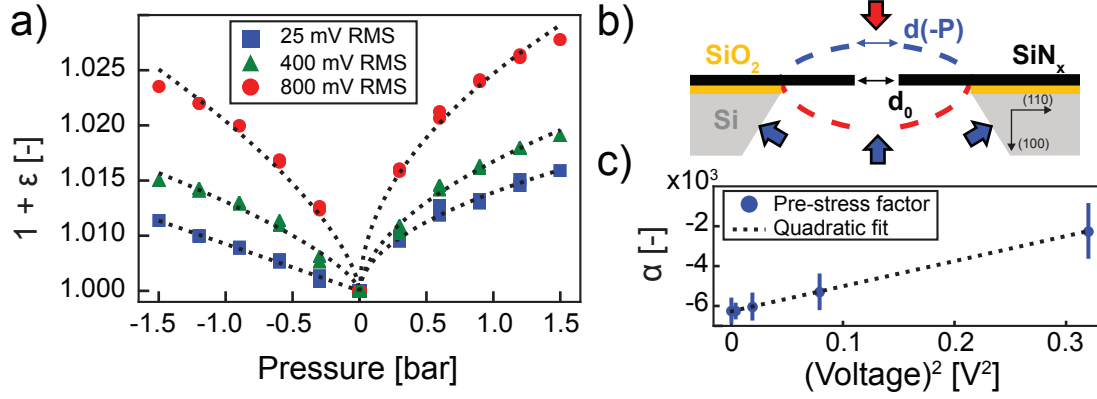 a)
25 mV RMS
400 mV RMS
800 mV RMS
1.025
1.020
1.015
1.010
1.000
1 + ε [-]
-1.5 -1.0 -0.5 0 0.5 1.0 1.5
Pressure [bar]
b)
d(-P)
SiO₂
SiNₓ
d₀
Si
(110)
(100)
c)
x10³
Pre-stress factor
Quadratic fit
-2
-4
-6
α [-]
0 0.1 0.2 0.3
(Voltage)² [V²]